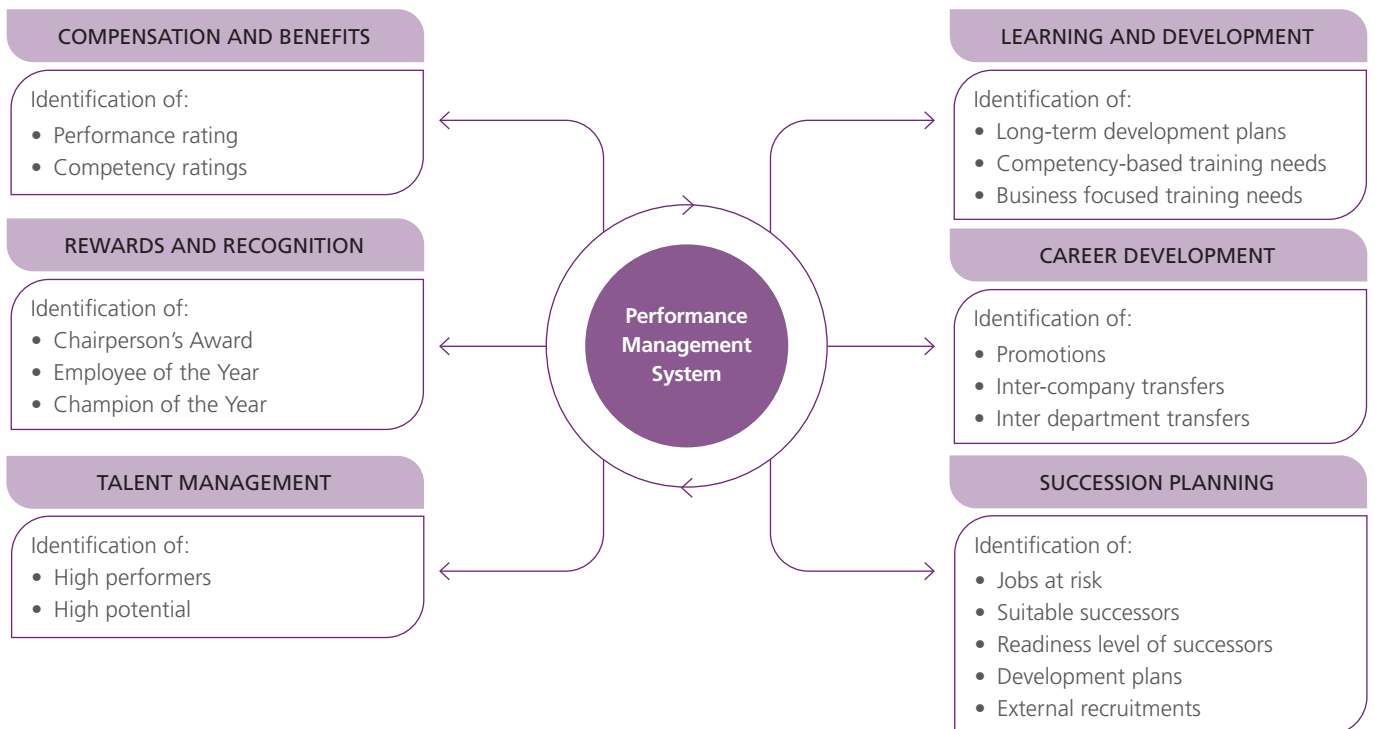 COMPENSATION AND BENEFITS
Identification of:
• Performance rating
• Competency ratings
REWARDS AND RECOGNITION
Identification of:
• Chairperson’s Award
• Employee of the Year
• Champion of the Year
TALENT MANAGEMENT
Identification of:
• High performers
• High potential
Performance
Management
System
LEARNING AND DEVELOPMENT
Identification of:
• Long-term development plans
• Competency-based training needs
• Business focused training needs
CAREER DEVELOPMENT
Identification of:
• Promotions
• Inter-company transfers
• Inter department transfers
SUCCESSION PLANNING
Identification of:
• Jobs at risk
• Suitable successors
• Readiness level of successors
• Development plans
• External recruitments